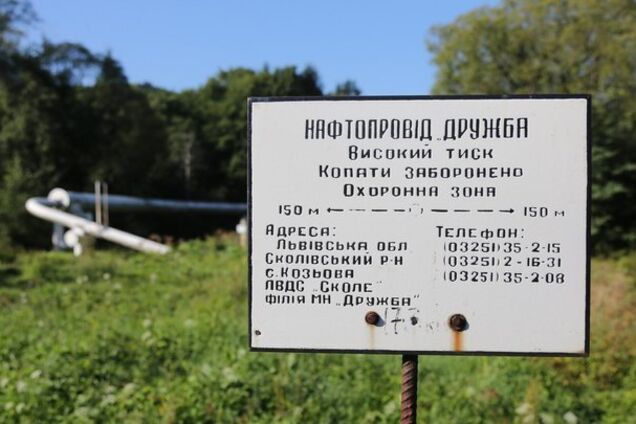 НАФТОПРОВІД „ДРУЖБА
ВИСОКИЙ ТИСК
КОПАТИ ЗАБОРОНЕНО
ОХОРОННА ЗОНА
150 м 150 м
АДРЕСА:
ЛЬВІВСЬКА ОБЛ
СКОЛІВСЬКИЙ Р-Н
с. КОЗЬОВА
ЛВДС „СКОЛЕ"
ФІЛІЯ МН „ДРУЖБА"
ТЕЛЕФОН:
(03251) 35-2-15
(03251) 2-16-31
(03251) 35-2-08